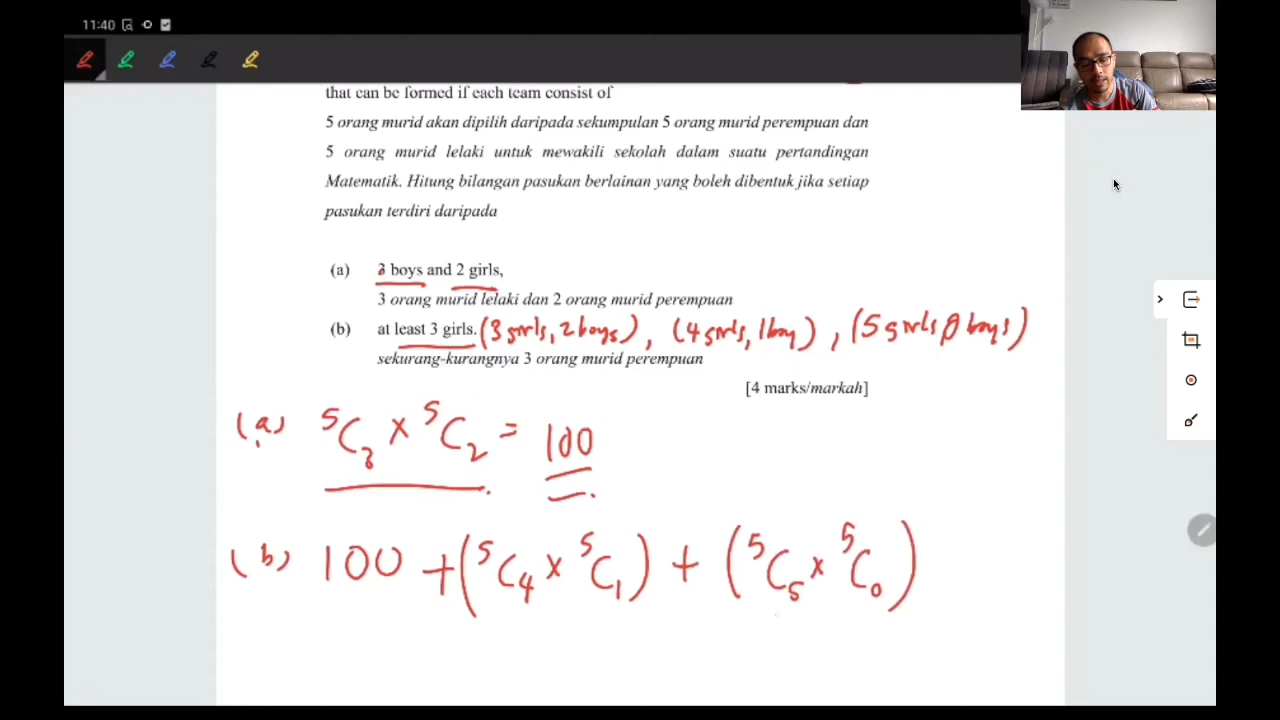 11:40
that can be formed if each team consist of
5 orang murid akan dipilih daripada sekumpulan 5 orang murid perempuan dan
5 orang murid lelaki untuk mewakili sekolah dalam suatu pertandingan
Matematik. Hitung bilangan pasukan berlainan yang boleh dibentuk jika setiap
pasukan terdiri daripada
(a) 3 boys and 2 girls,
3 orang murid lelaki dan 2 orang murid perempuan
(b) at least 3 girls. (3 girls, 2 boys), (4 girls, 1 boy), (5 girls 0 boys)
sekurang-kurangnya 3 orang murid perempuan
[4 marks/markah]
(a) ⁵C₃ × ⁵C₂ = 100
(b) 100 + (⁵C₄ × ⁵C₁) + (⁵C₅ × ⁵C₀)